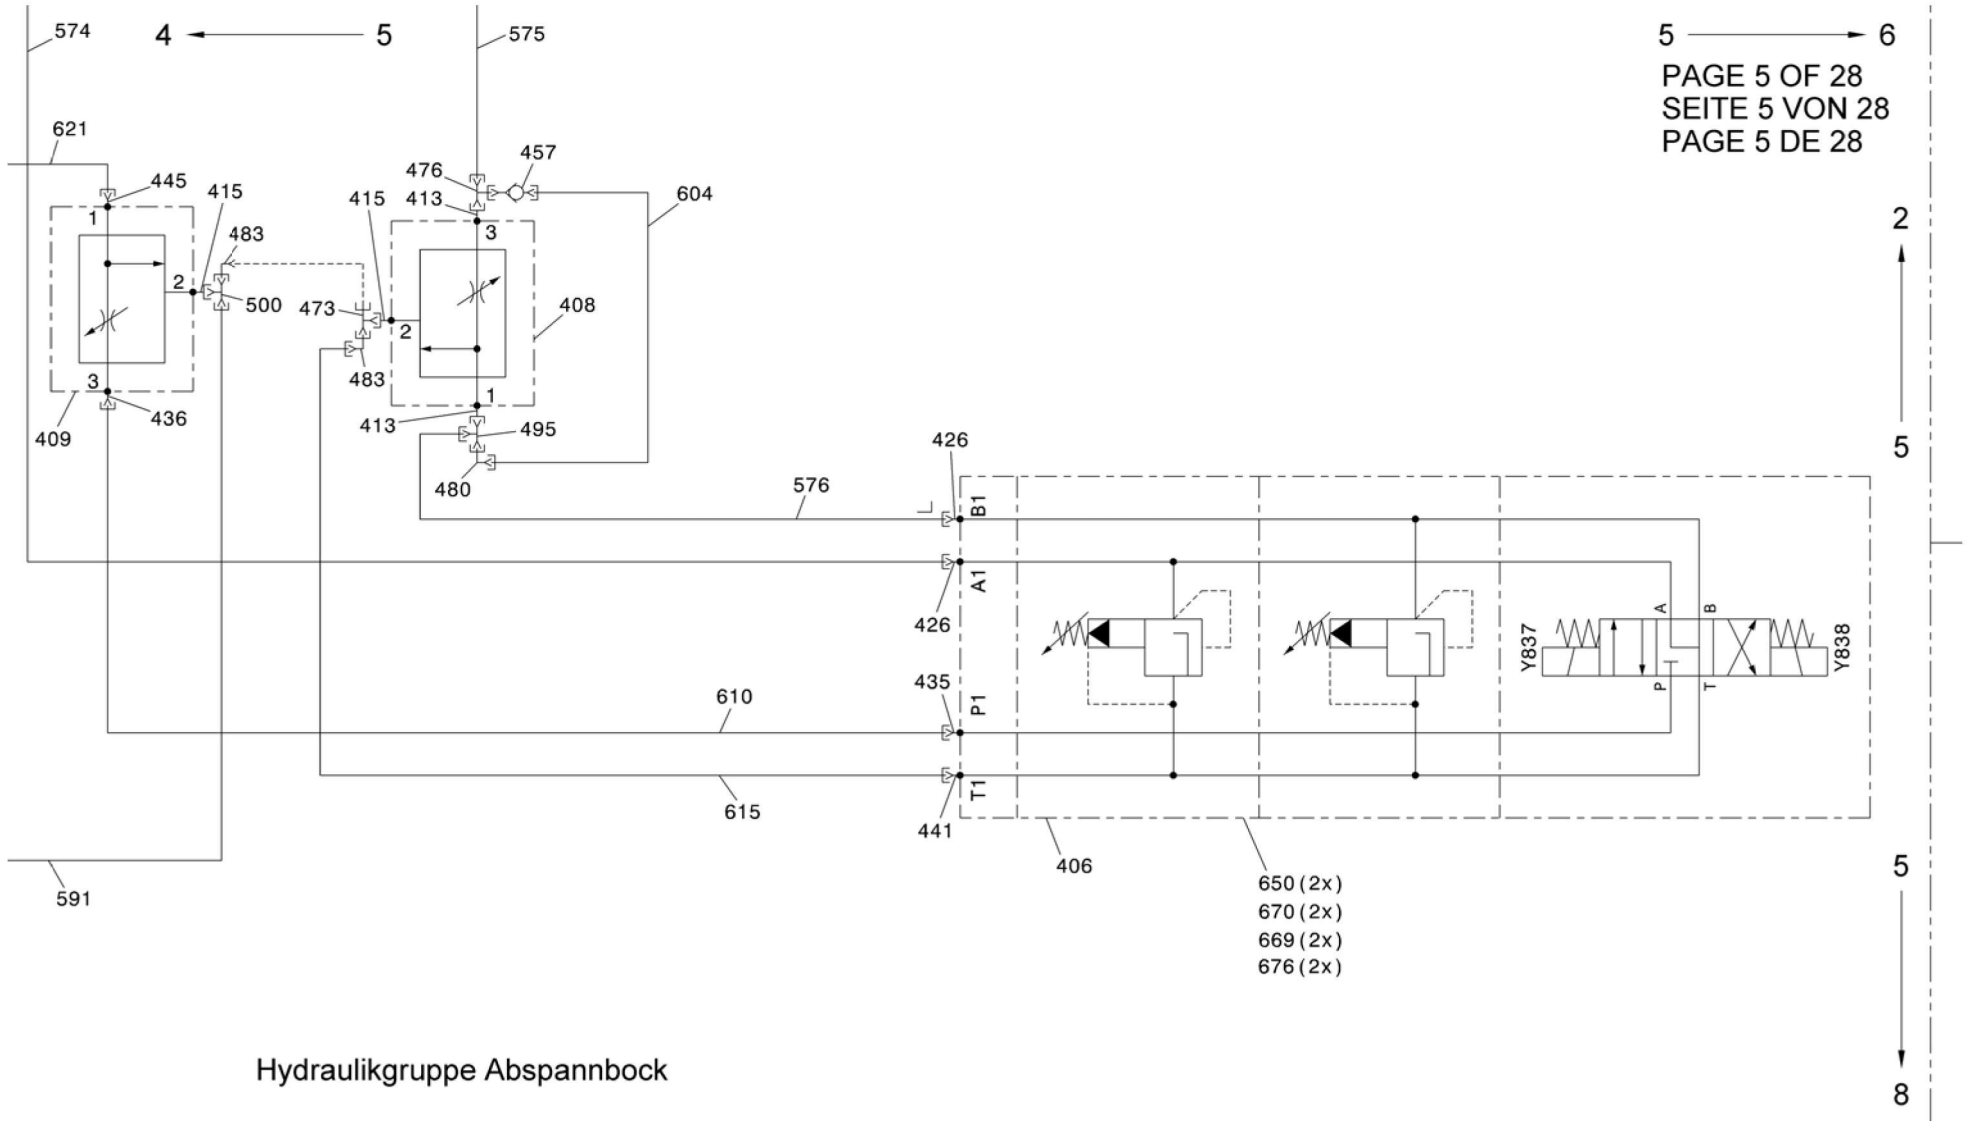 574
4 5
575
5 6
PAGE 5 OF 28
SEITE 5 VON 28
PAGE 5 DE 28
621
457
476
445
415
415
413
604
1
3
2
483
2
500
473
2
408
483
3
1
436
413
495
409
426
480
5
576
L
B1
A1
426
A
B
Y837
Y838
435
P
T
P1
610
T1
615
441
406
5
650 (2x)
591
670 (2x)
669 (2x)
676 (2x)
Hydraulikgruppe Abspannbock
8